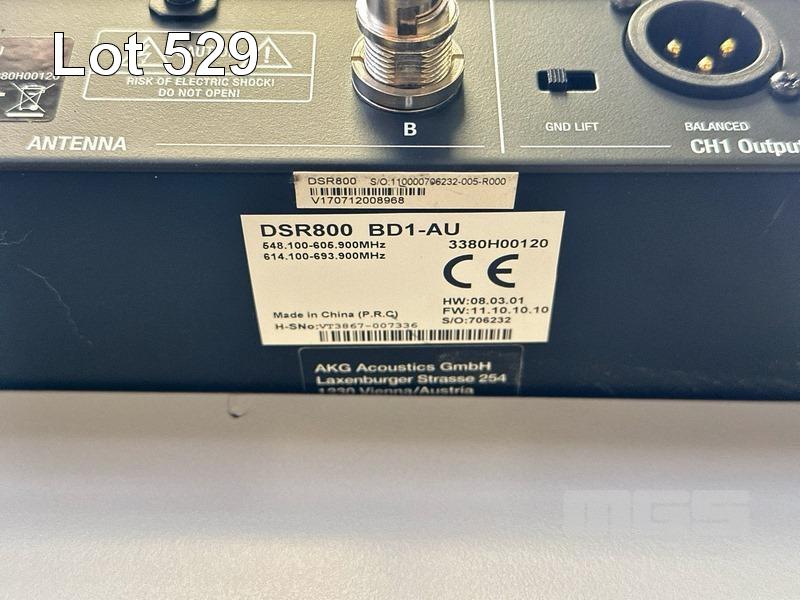 Lot 529
3380H00120
CAUTION
RISK OF ELECTRIC SHOCK!
DO NOT OPEN!
ANTENNA
B
GND LIFT
BALANCED
CH1 Output
DSR800 S/O:110000706232-005-R000
V170712008968
DSR800 BD1-AU
548.100-605.900MHz
3380H00120
614.100-693.900MHz
CE
HW:08.03.01
FW:11.10.10.10
Made in China (P.R.C)
S/O:706232
H-SNo:VT3867-007336
AKG Acoustics GmbH
Laxenburger Strasse 254
1230 Vienna/Austria
MGS